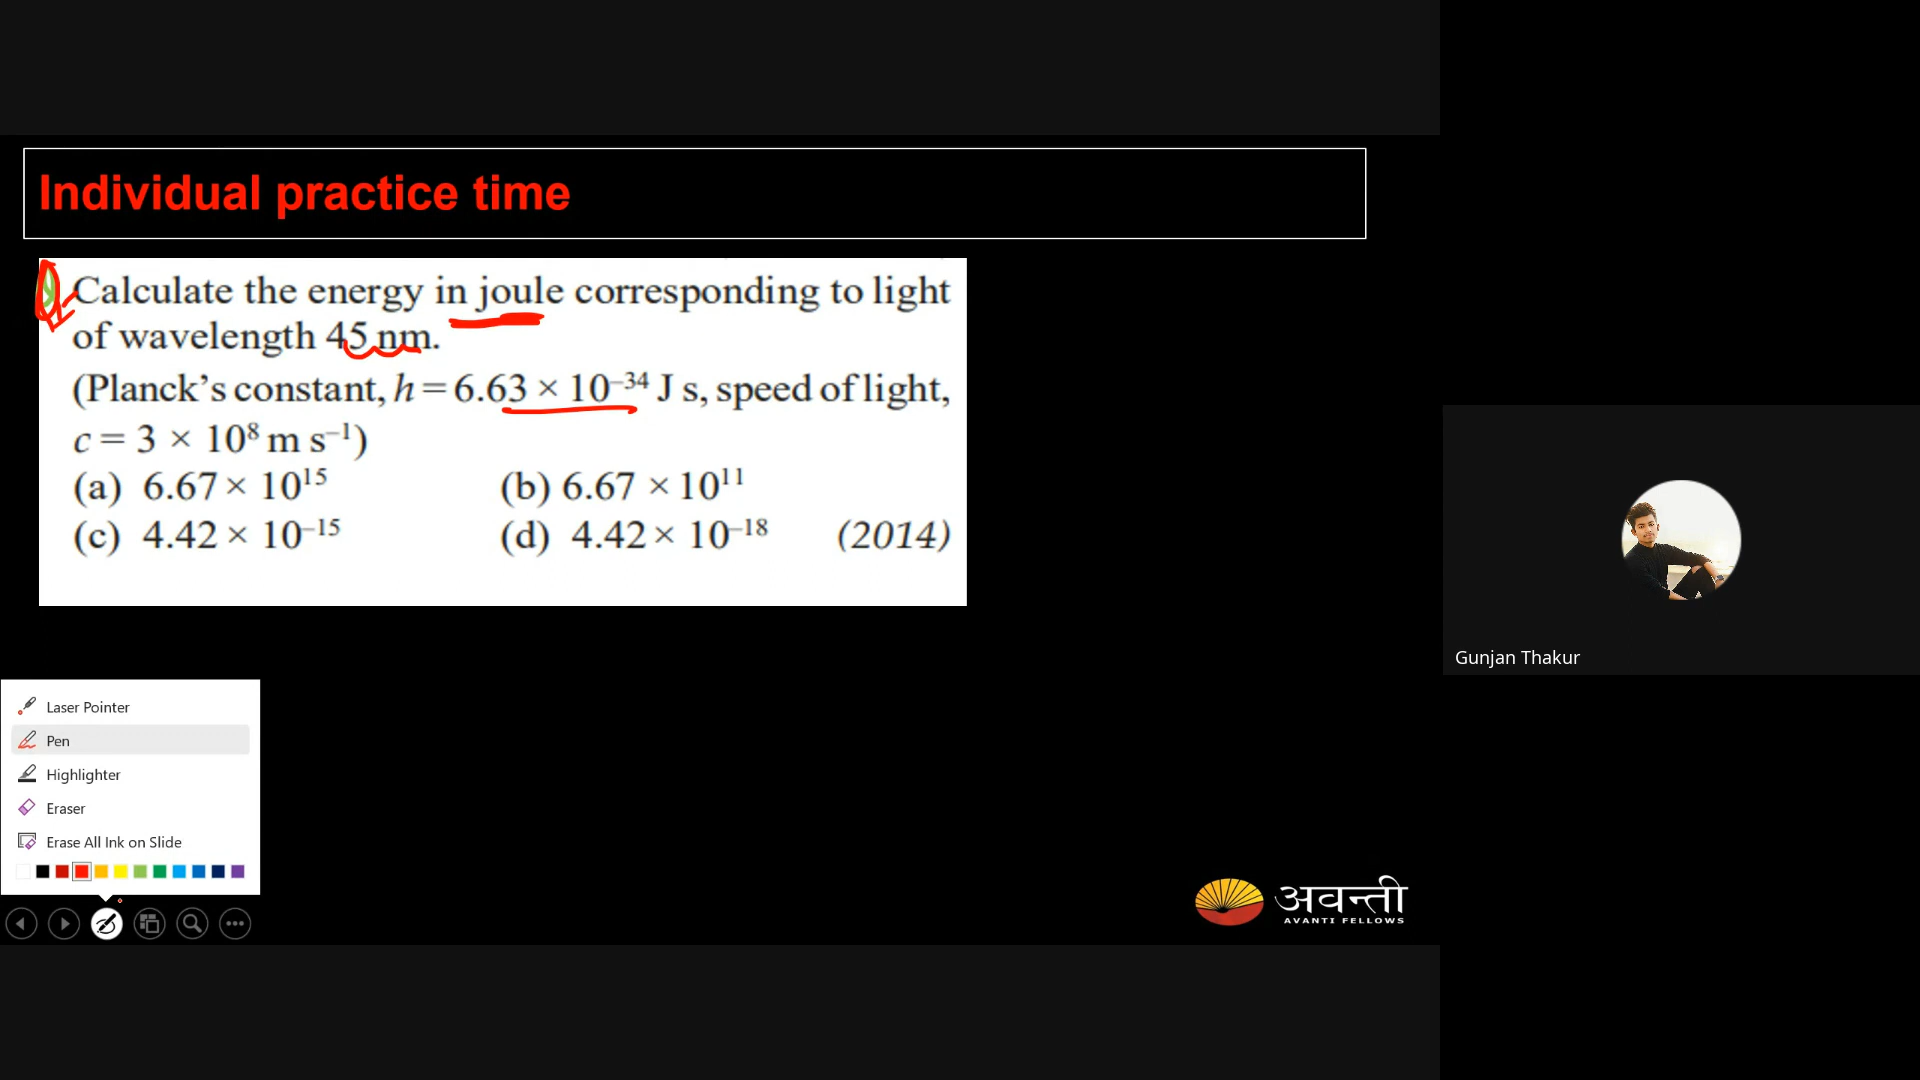 Individual practice time
Calculate the energy in joule corresponding to light
of wavelength 45 nm.
(Planck’s constant, h = 6.63 × 10⁻³⁴ J s, speed of light,
c = 3 × 10⁸ m s⁻¹)
(a) 6.67 × 10¹⁵ (b) 6.67 × 10¹¹
(c) 4.42 × 10⁻¹⁵ (d) 4.42 × 10⁻¹⁸ (2014)
Gunjan Thakur
Laser Pointer
Pen
Highlighter
Eraser
Erase All Ink on Slide
अवन्ती
AVANTI FELLOWS